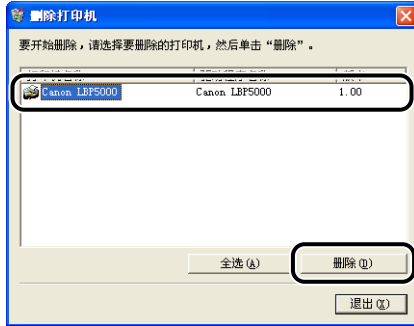 删除打印机
要开始删除，请选择要删除的打印机，然后单击“删除”。
Canon LBP5000 Canon LBP5000 1.00
全选(A) 删除(D)
退出(X)